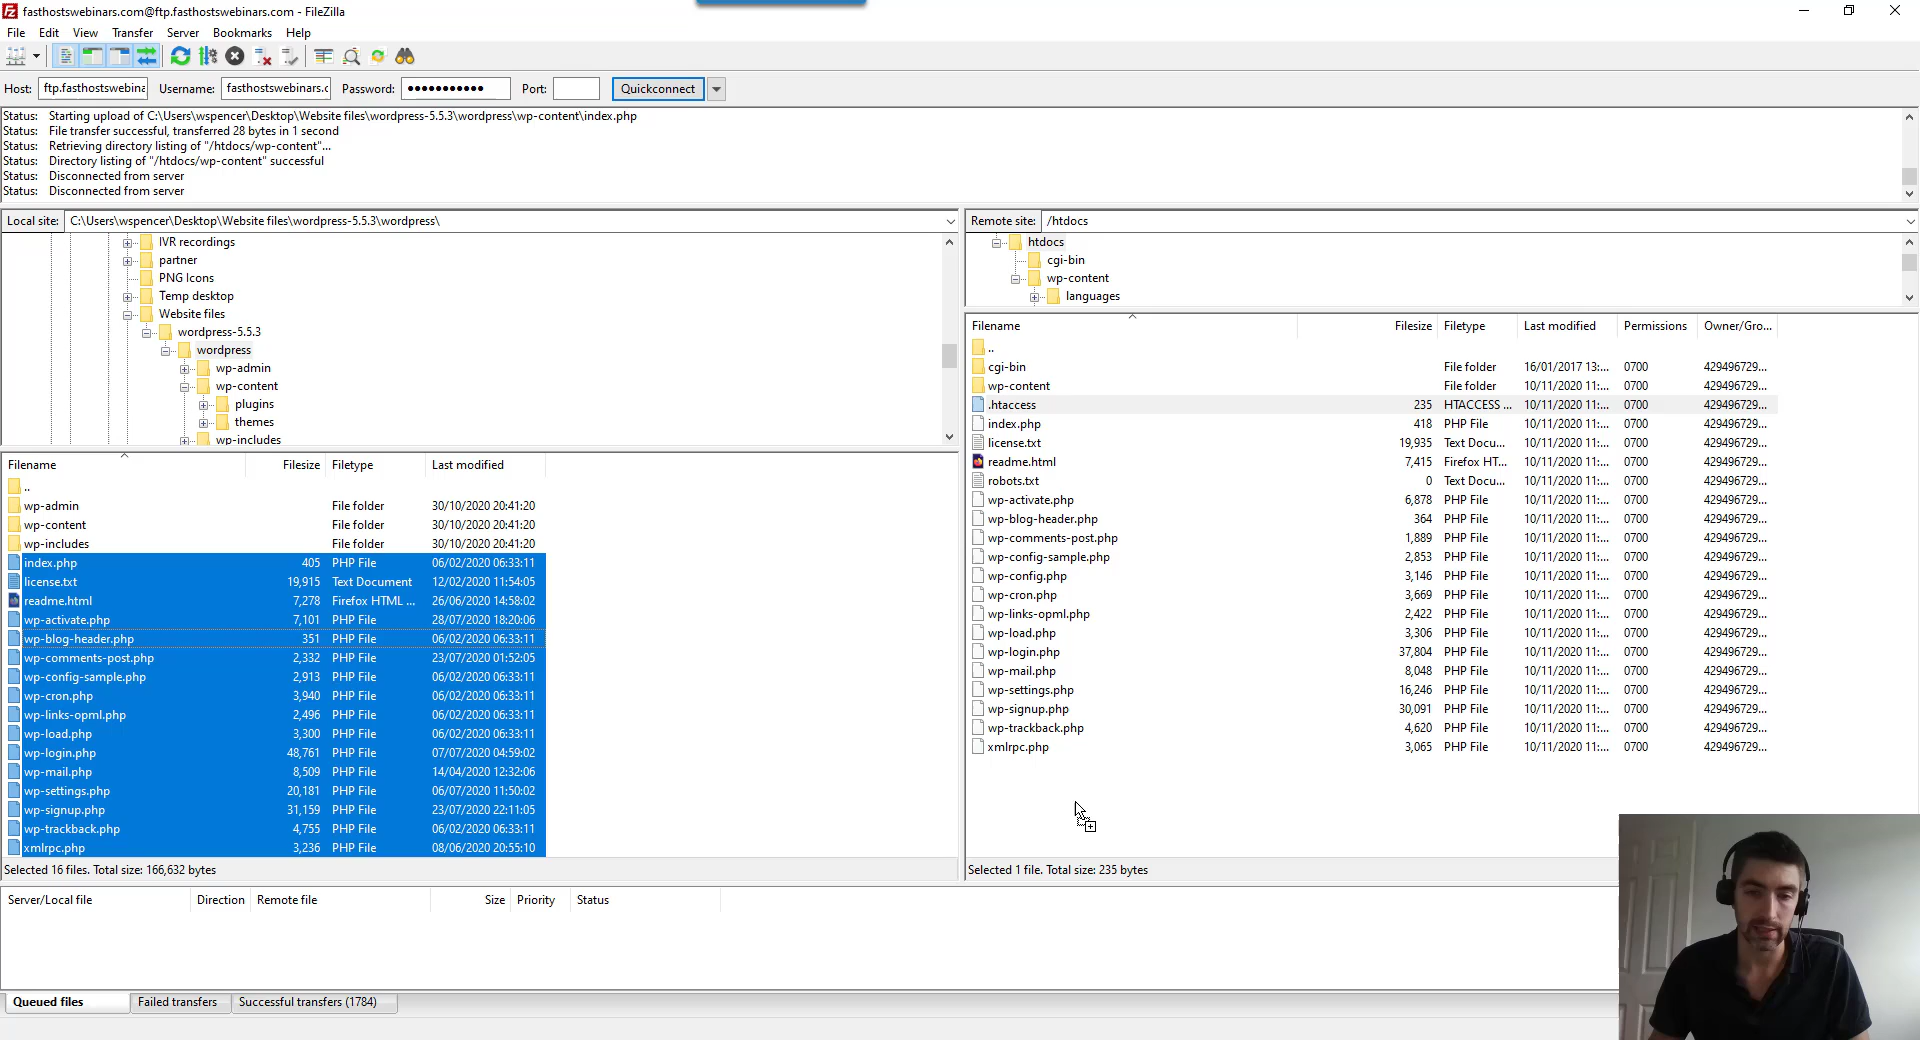 fasthostswebinars.com@ftp.fasthostswebinars.com - FileZilla
File Edit View Transfer Server Bookmarks Help
Host: ftp.fasthostswebina Username: fasthostswebinars.c Password: ●●●●●●●●●●● Port: Quickconnect
Status: Starting upload of C:\Users\wspencer\Desktop\Website files\wordpress-5.5.3\wordpress\wp-content\index.php
Status: File transfer successful, transferred 28 bytes in 1 second
Status: Retrieving directory listing of "/htdocs/wp-content"...
Status: Directory listing of "/htdocs/wp-content" successful
Status: Disconnected from server
Status: Disconnected from server
Local site: C:\Users\wspencer\Desktop\Website files\wordpress-5.5.3\wordpress\
IVR recordings
partner
PNG Icons
Temp desktop
Website files
wordpress-5.5.3
wordpress
wp-admin
wp-content
plugins
themes
wp-includes
Filename Filesize Filetype Last modified
..
wp-admin File folder 30/10/2020 20:41:20
wp-content File folder 30/10/2020 20:41:20
wp-includes File folder 30/10/2020 20:41:20
index.php 405 PHP File 06/02/2020 06:33:11
license.txt 19,915 Text Document 12/02/2020 11:54:05
readme.html 7,278 Firefox HTML ... 26/06/2020 14:58:02
wp-activate.php 7,101 PHP File 28/07/2020 18:20:06
wp-blog-header.php 351 PHP File 06/02/2020 06:33:11
wp-comments-post.php 2,332 PHP File 23/07/2020 01:52:05
wp-config-sample.php 2,913 PHP File 06/02/2020 06:33:11
wp-cron.php 3,940 PHP File 06/02/2020 06:33:11
wp-links-opml.php 2,496 PHP File 06/02/2020 06:33:11
wp-load.php 3,300 PHP File 06/02/2020 06:33:11
wp-login.php 48,761 PHP File 07/07/2020 04:59:02
wp-mail.php 8,509 PHP File 14/04/2020 12:32:06
wp-settings.php 20,181 PHP File 06/07/2020 11:50:02
wp-signup.php 31,159 PHP File 23/07/2020 22:11:05
wp-trackback.php 4,755 PHP File 06/02/2020 06:33:11
xmlrpc.php 3,236 PHP File 08/06/2020 20:55:10
Selected 16 files. Total size: 166,632 bytes
Remote site: /htdocs
htdocs
cgi-bin
wp-content
languages
Filename Filesize Filetype Last modified Permissions Owner/Gro...
..
cgi-bin File folder 16/01/2017 13:... 0700 429496729...
wp-content File folder 10/11/2020 11:... 0700 429496729...
.htaccess 235 HTACCESS ... 10/11/2020 11:... 0700 429496729...
index.php 418 PHP File 10/11/2020 11:... 0700 429496729...
license.txt 19,935 Text Docu... 10/11/2020 11:... 0700 429496729...
readme.html 7,415 Firefox HT... 10/11/2020 11:... 0700 429496729...
robots.txt 0 Text Docu... 10/11/2020 11:... 0700 429496729...
wp-activate.php 6,878 PHP File 10/11/2020 11:... 0700 429496729...
wp-blog-header.php 364 PHP File 10/11/2020 11:... 0700 429496729...
wp-comments-post.php 1,889 PHP File 10/11/2020 11:... 0700 429496729...
wp-config-sample.php 2,853 PHP File 10/11/2020 11:... 0700 429496729...
wp-config.php 3,146 PHP File 10/11/2020 11:... 0700 429496729...
wp-cron.php 3,669 PHP File 10/11/2020 11:... 0700 429496729...
wp-links-opml.php 2,422 PHP File 10/11/2020 11:... 0700 429496729...
wp-load.php 3,306 PHP File 10/11/2020 11:... 0700 429496729...
wp-login.php 37,804 PHP File 10/11/2020 11:... 0700 429496729...
wp-mail.php 8,048 PHP File 10/11/2020 11:... 0700 429496729...
wp-settings.php 16,246 PHP File 10/11/2020 11:... 0700 429496729...
wp-signup.php 30,091 PHP File 10/11/2020 11:... 0700 429496729...
wp-trackback.php 4,620 PHP File 10/11/2020 11:... 0700 429496729...
xmlrpc.php 3,065 PHP File 10/11/2020 11:... 0700 429496729...
Selected 1 file. Total size: 235 bytes
Server/Local file Direction Remote file Size Priority Status
Queued files Failed transfers Successful transfers (1784)